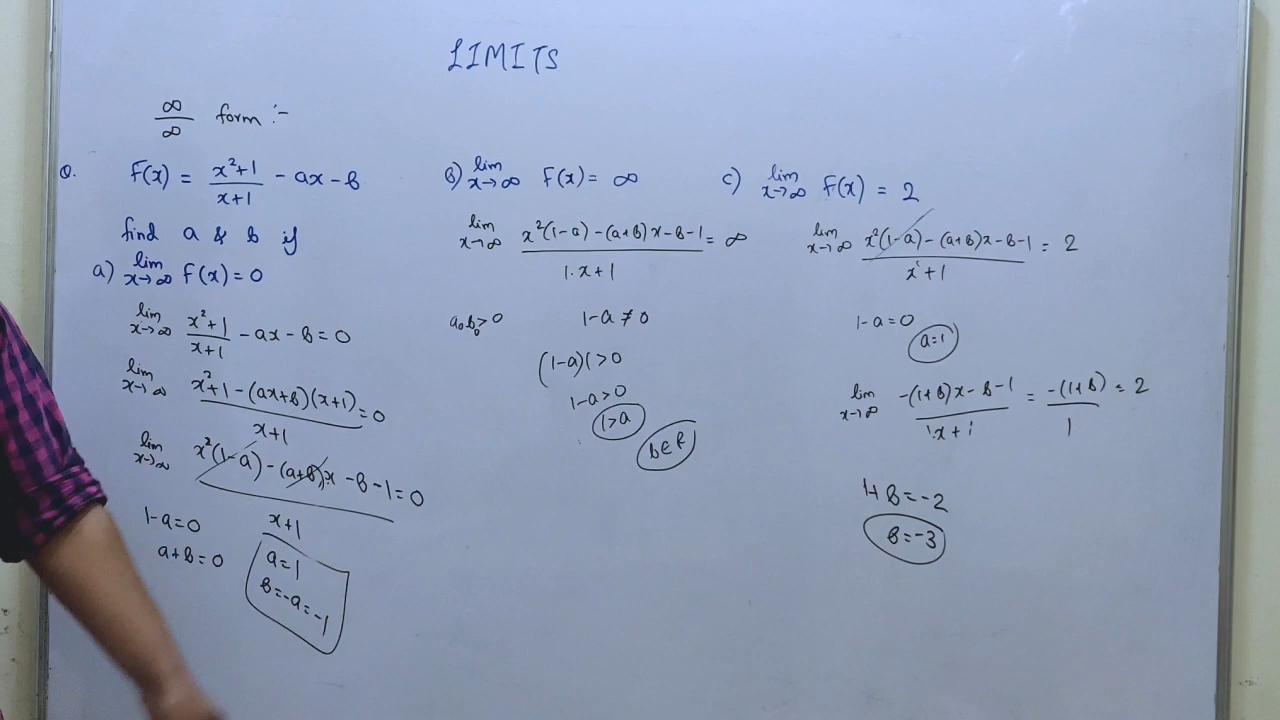 LIMITS
∞/∞ form :-
Q. F(x) = (x²+1)/(x+1) - ax - b
find a & b if
a) lim x→∞ F(x) = 0
lim x→∞ (x²+1)/(x+1) - ax - b = 0
lim x→∞ (x²+1 - (ax+b)(x+1))/(x+1) = 0
lim x→∞ (x²(1-a) - (a+b)x - b - 1)/(x+1) = 0
1-a=0
a+b=0
a=1
b=-a=-1
B) lim x→∞ F(x) = ∞
lim x→∞ (x²(1-a) - (a+b)x - b - 1)/(1.x+1) = ∞
1-a ≠ 0
(1-a)1 >0
1-a>0
1>a
b∈R
c) lim x→∞ F(x) = 2
lim x→∞ (x²(1-a) - (a+b)x - b - 1)/(x¹+1) = 2
1-a=0
a=1
lim x→∞ (-(1+b)x - b - 1)/(1.x+1) = -(1+b)/1 = 2
1+b=-2
b=-3